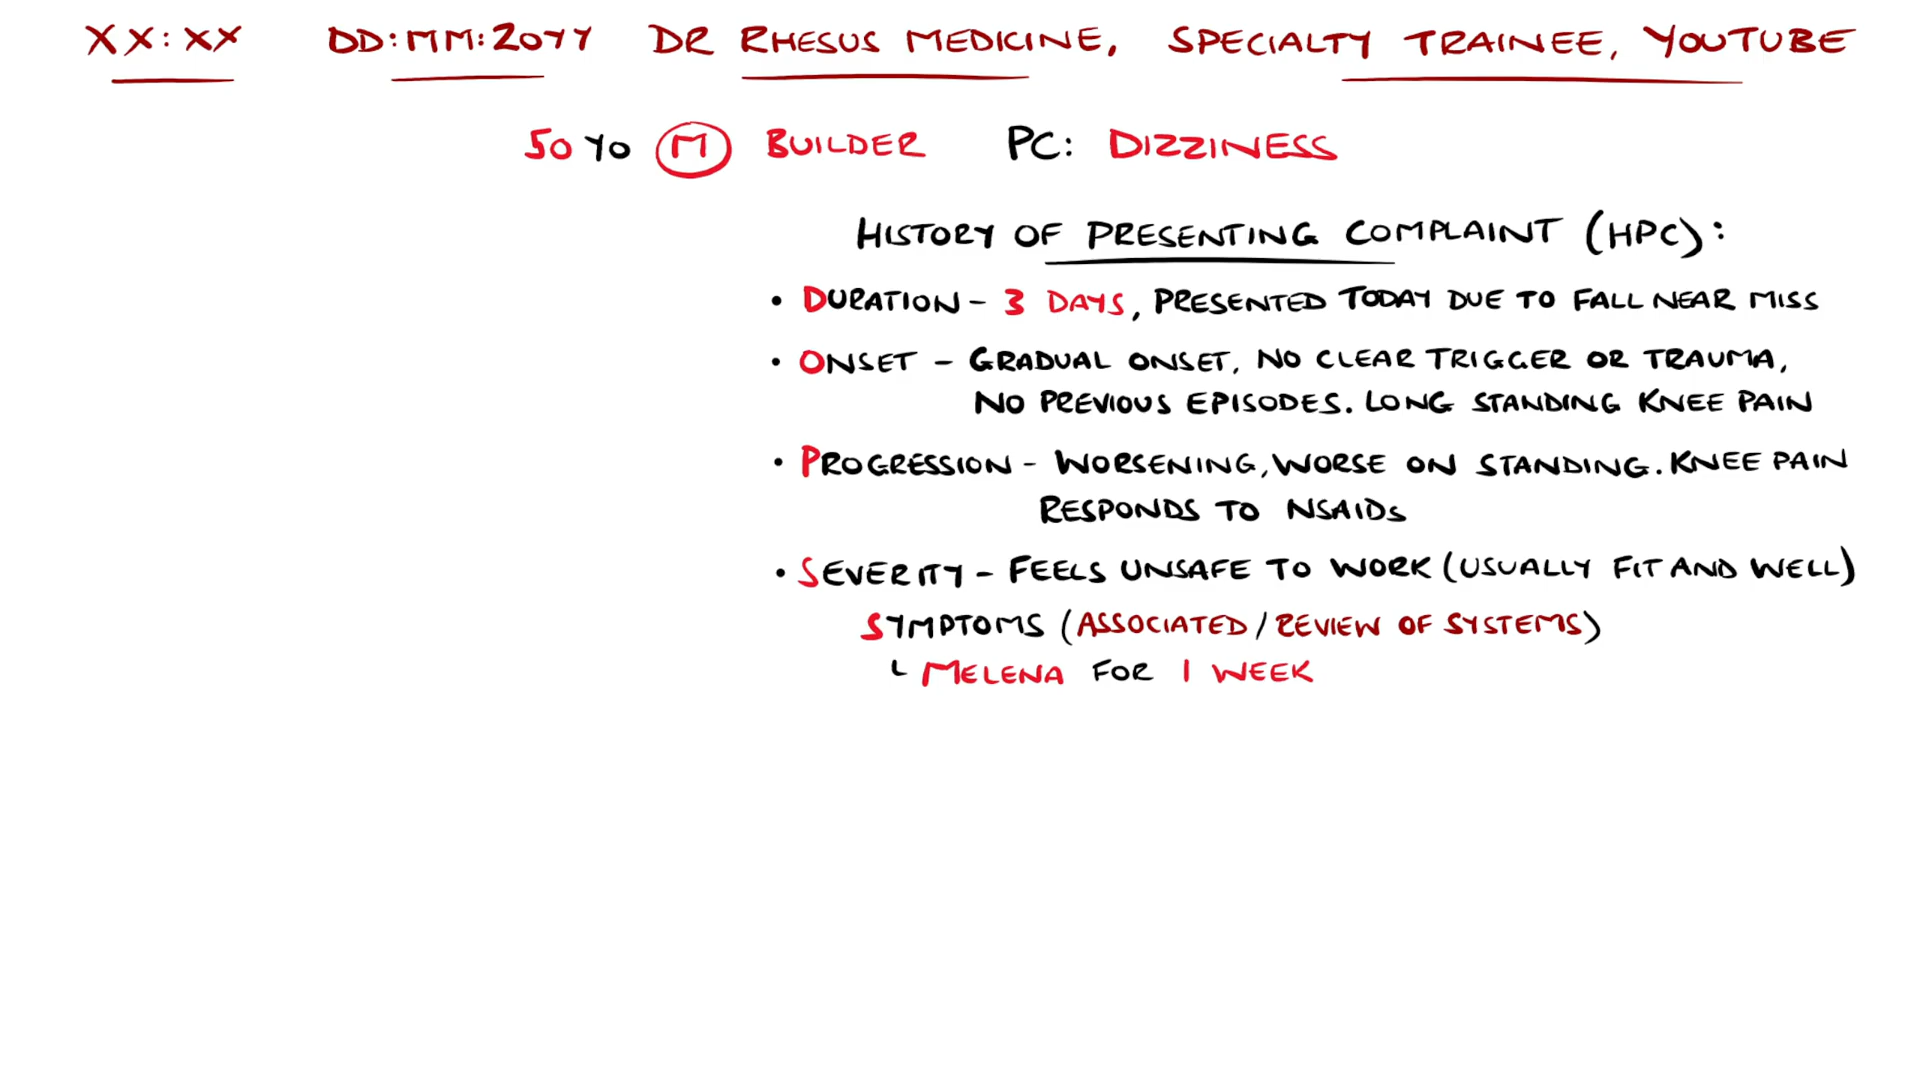 XX:XX DD:MM:20YY DR RHESUS MEDICINE, SPECIALTY TRAINEE, YOUTUBE
50 YO M BUILDER PC: DIZZINESS
HISTORY OF PRESENTING COMPLAINT (HPC):
• DURATION - 3 DAYS, PRESENTED TODAY DUE TO FALL NEAR MISS
• ONSET - GRADUAL ONSET, NO CLEAR TRIGGER OR TRAUMA,
NO PREVIOUS EPISODES. LONG STANDING KNEE PAIN
• PROGRESSION - WORSENING, WORSE ON STANDING. KNEE PAIN
RESPONDS TO NSAIDS
• SEVERITY - FEELS UNSAFE TO WORK (USUALLY FIT AND WELL)
SYMPTOMS (ASSOCIATED/REVIEW OF SYSTEMS)
└ MELENA FOR 1 WEEK